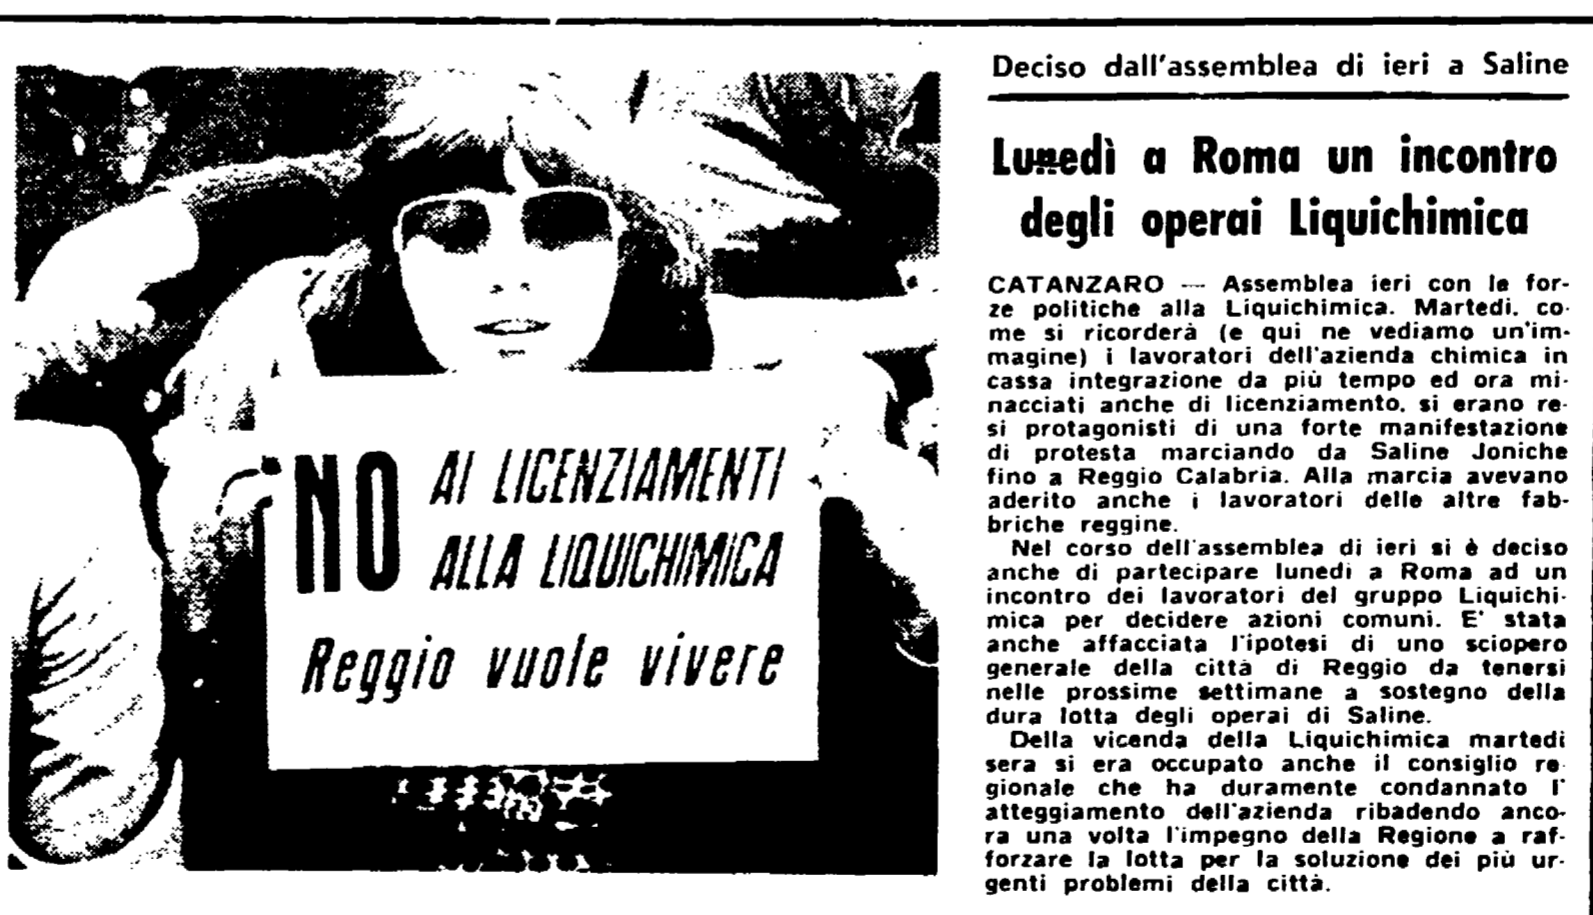 NO AI LICENZIAMENTI
ALLA LIQUICHIMICA
Reggio vuole vivere
Deciso dall'assemblea di ieri a Saline
Lunedì a Roma un incontro
degli operai Liquichimica
CATANZARO — Assemblea ieri con le for-
ze politiche alla Liquichimica. Martedì, co-
me si ricorderà (e qui ne vediamo un'im-
magine) i lavoratori dell'azienda chimica in
cassa integrazione da più tempo ed ora mi-
nacciati anche di licenziamento, si erano re-
si protagonisti di una forte manifestazione
di protesta marciando da Saline Joniche
fino a Reggio Calabria. Alla marcia avevano
aderito anche i lavoratori delle altre fab-
briche reggine.
Nel corso dell'assemblea di ieri si è deciso
anche di partecipare lunedì a Roma ad un
incontro dei lavoratori del gruppo Liquichi-
mica per decidere azioni comuni. E' stata
anche affacciata l'ipotesi di uno sciopero
generale della città di Reggio da tenersi
nelle prossime settimane a sostegno della
dura lotta degli operai di Saline.
Della vicenda della Liquichimica martedì
sera si era occupato anche il consiglio re-
gionale che ha duramente condannato l'
atteggiamento dell'azienda ribadendo anco-
ra una volta l'impegno della Regione a raf-
forzare la lotta per la soluzione dei più ur-
genti problemi della città.